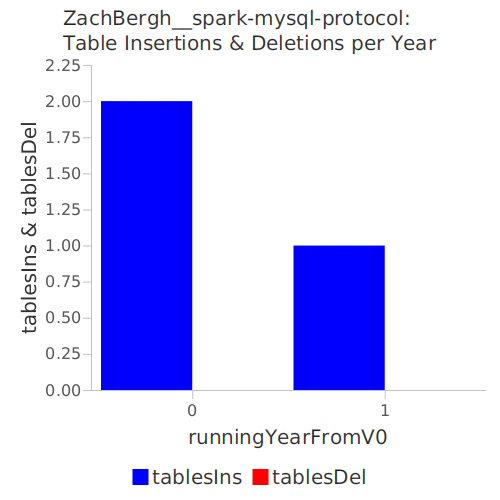 ZachBergh__spark-mysql-protocol:
Table Insertions & Deletions per Year
tablesIns & tablesDel
2.25
2.00
1.75
1.50
1.25
1.00
0.75
0.50
0.25
0.00
0 1
runningYearFromV0
tablesIns tablesDel